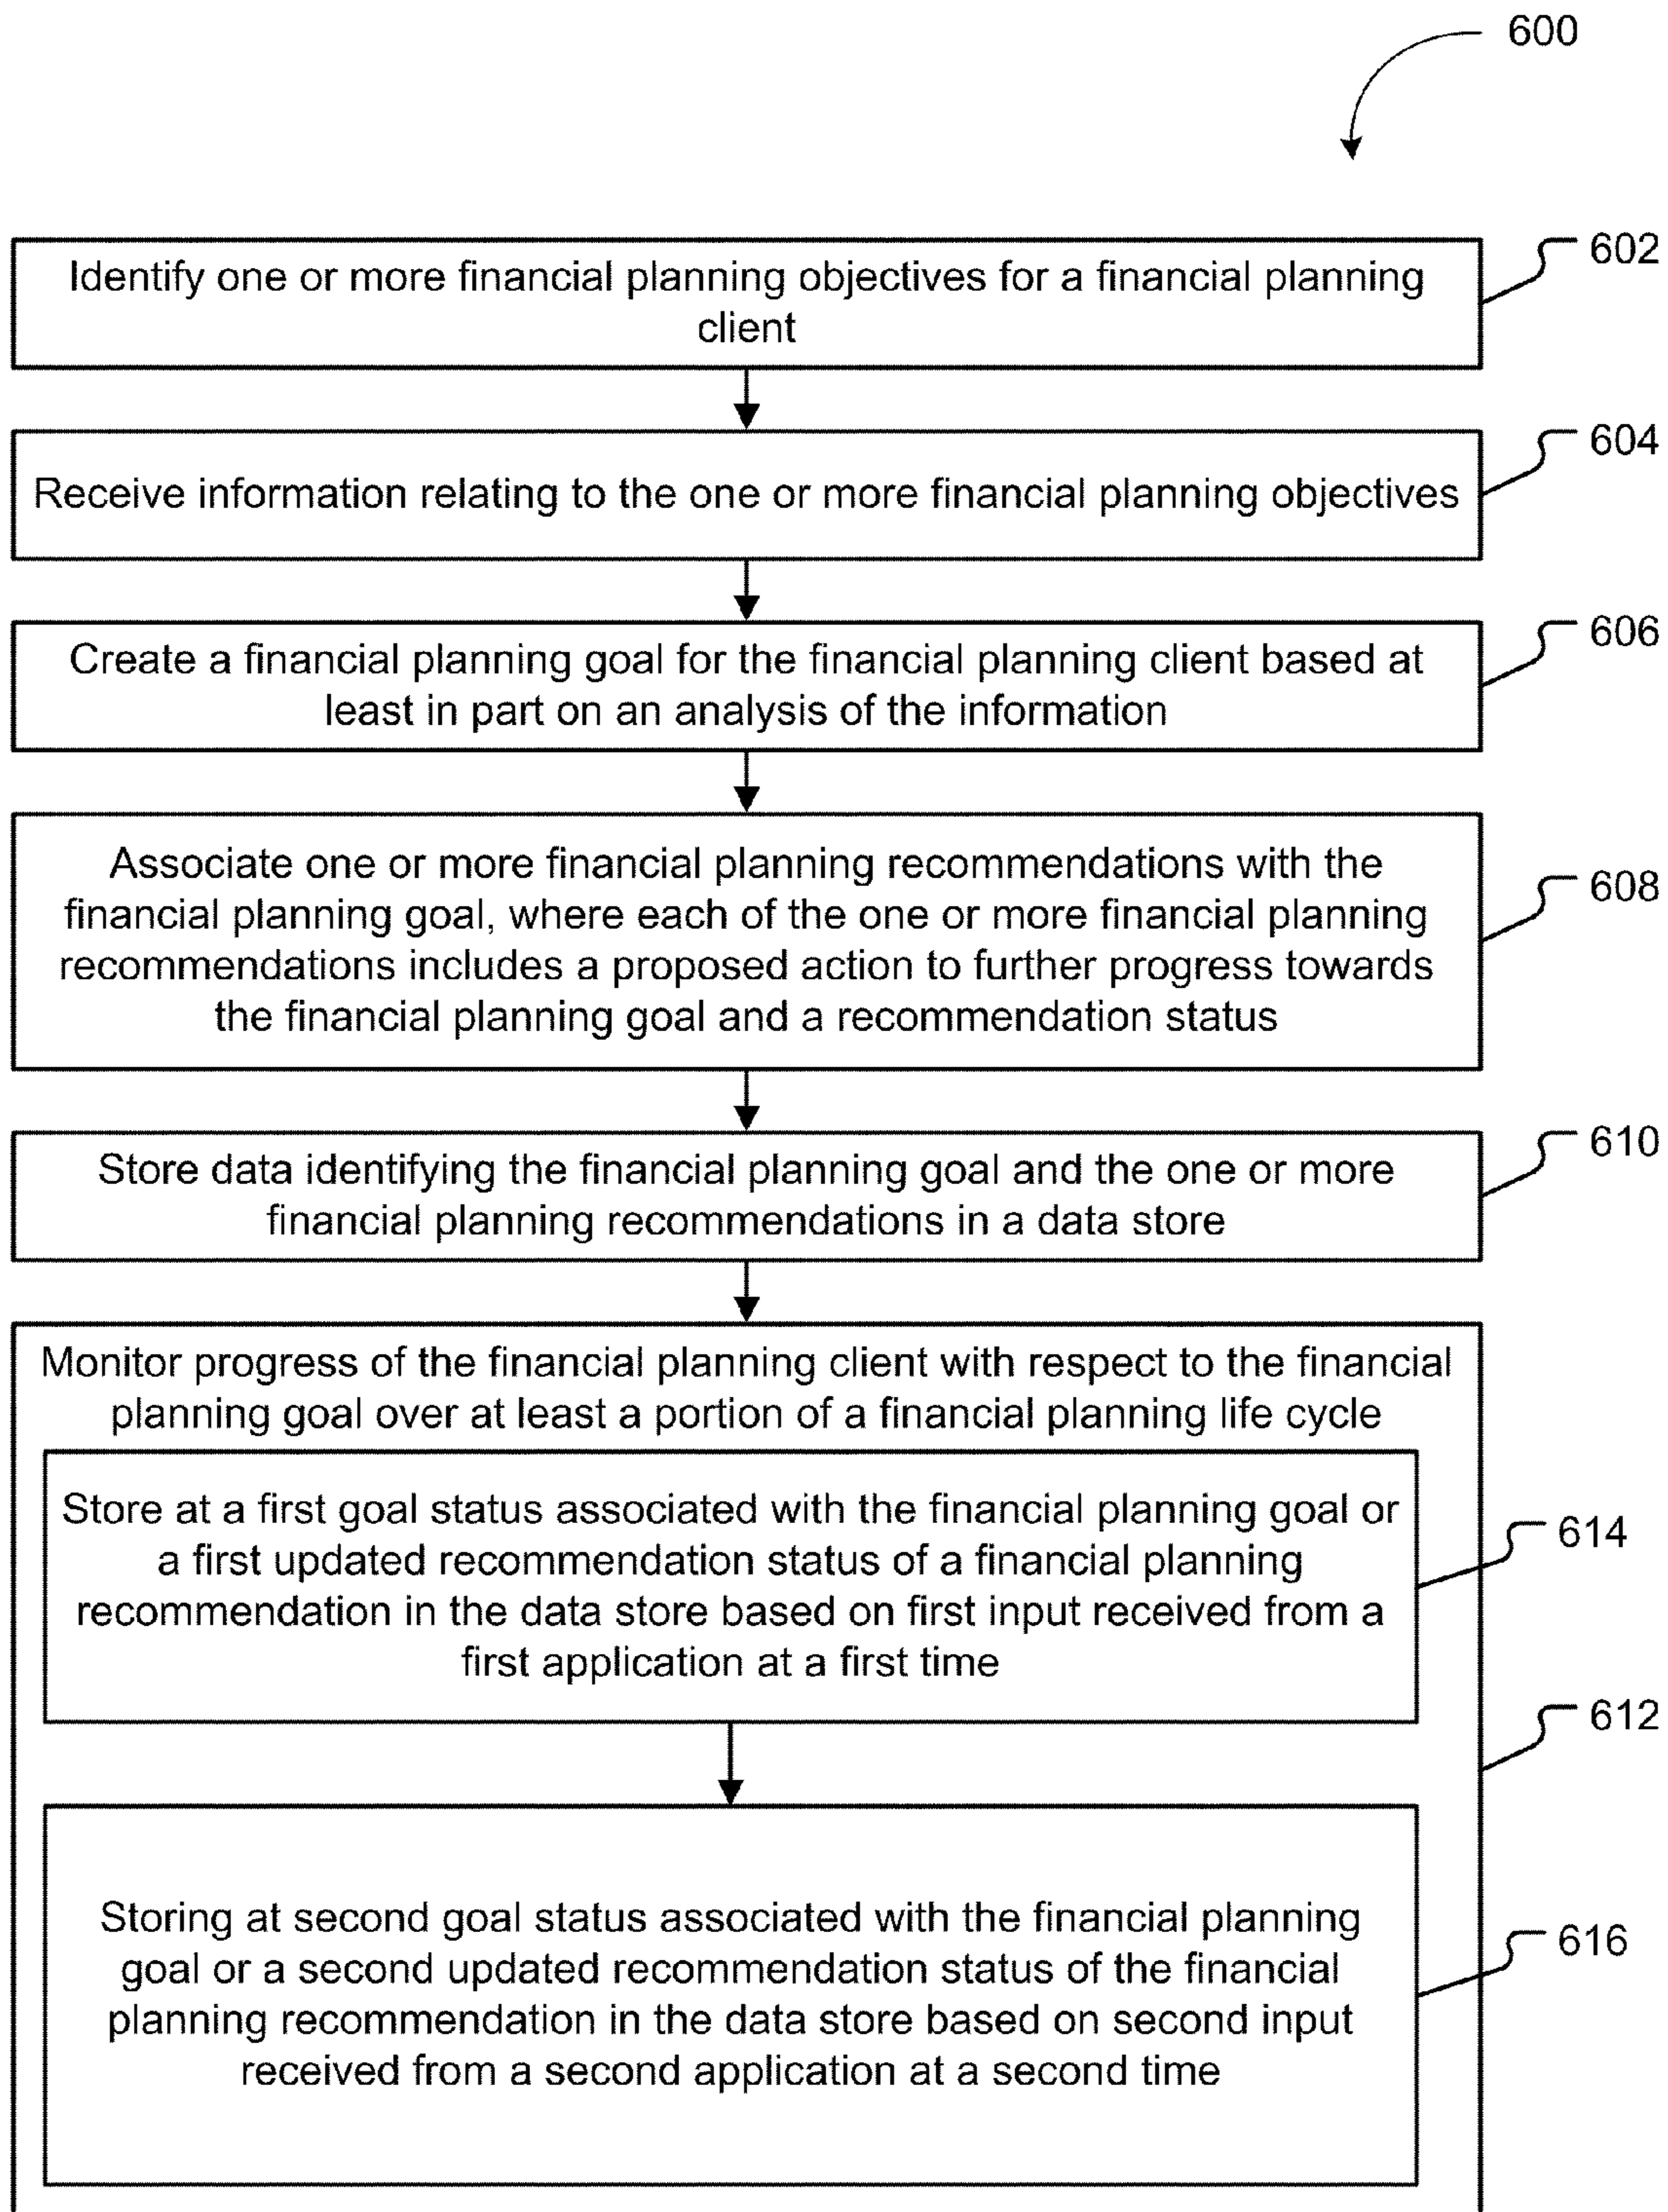 600
602
Identify one or more financial planning objectives for a financial planning
client
604
Receive information relating to the one or more financial planning objectives
606
Create a financial planning goal for the financial planning client based at
least in part on an analysis of the information
608
Associate one or more financial planning recommendations with the
financial planning goal, where each of the one or more financial planning
recommendations includes a proposed action to further progress towards
the financial planning goal and a recommendation status
610
Store data identifying the financial planning goal and the one or more
financial planning recommendations in a data store
Monitor progress of the financial planning client with respect to the financial
planning goal over at least a portion of a financial planning life cycle
Store at a first goal status associated with the financial planning goal or
a first updated recommendation status of a financial planning
recommendation in the data store based on first input received from a
first application at a first time
614
612
Storing at second goal status associated with the financial planning
goal or a second updated recommendation status of the financial
planning recommendation in the data store based on second input
received from a second application at a second time
616